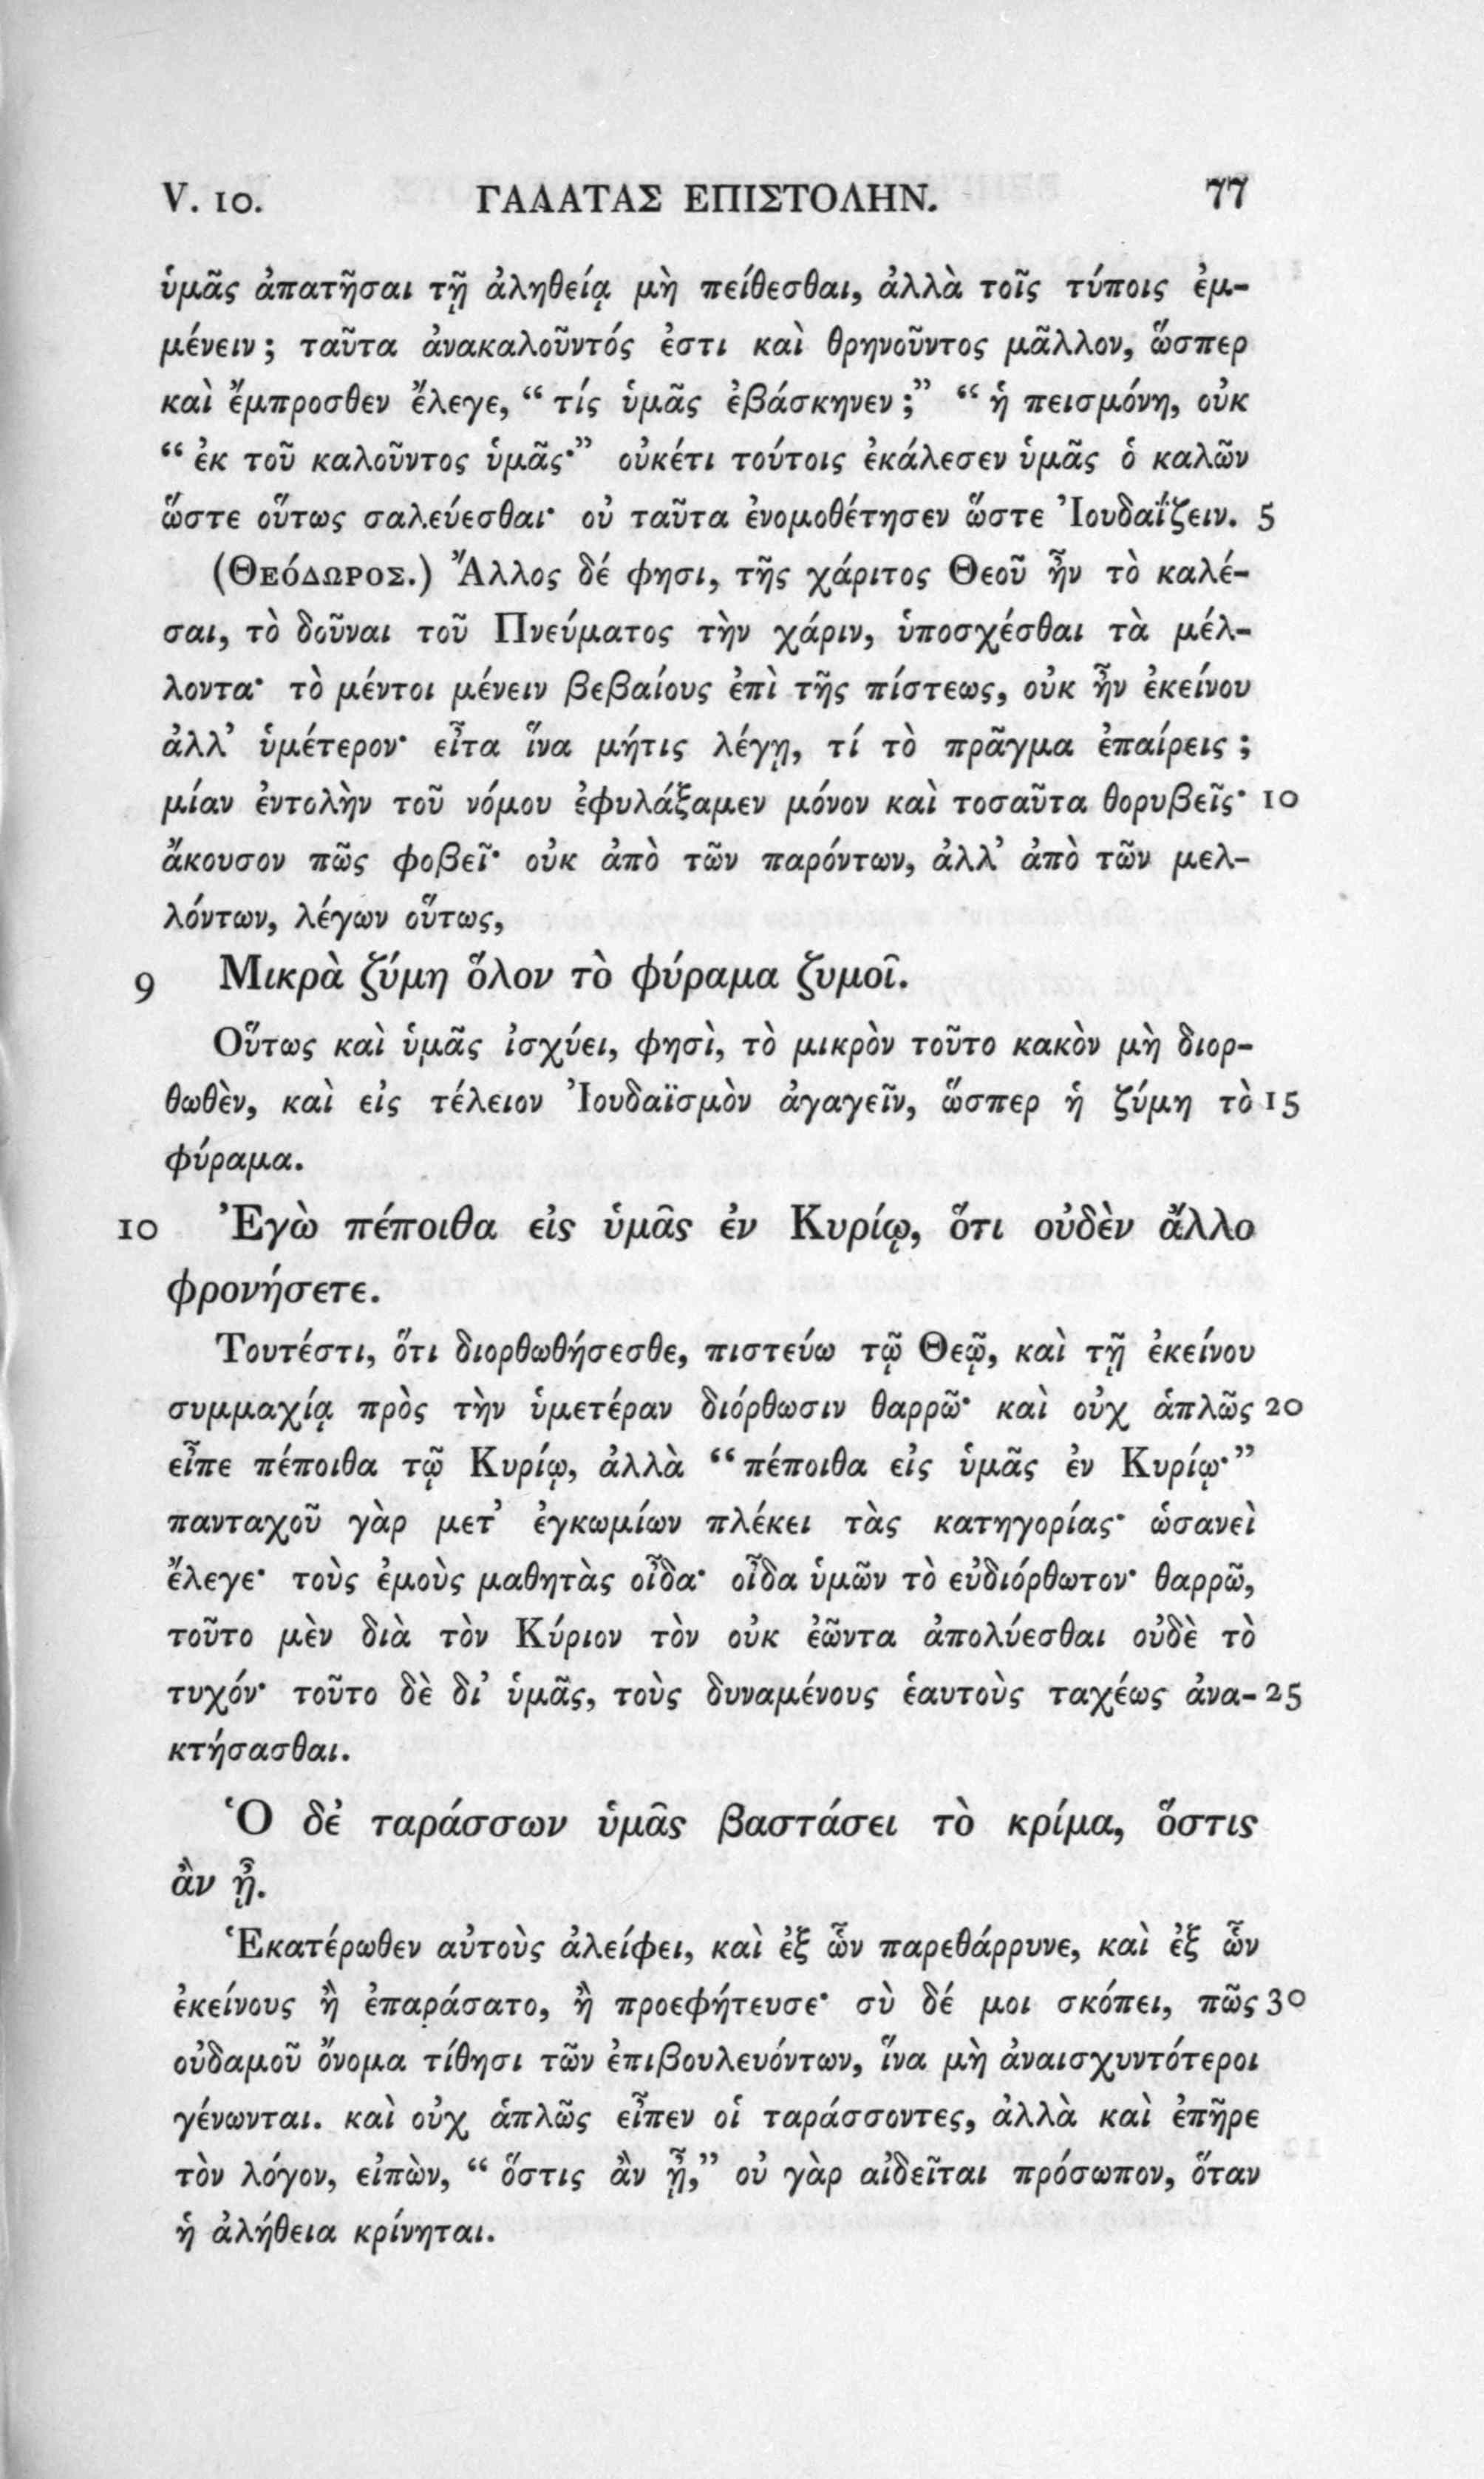 V. 10. ΓΑΛΑΤΑΣ ΕΠΙΣΤΟΛΗΝ. 77
ὑμᾶς ἀπατῆσαι τῇ ἀληθείᾳ μὴ πείθεσθαι, ἀλλὰ τοῖς τύποις ἐμ-
μένειν; ταῦτα ἀνακαλοῦντός ἐστι καὶ θρηνοῦντος μᾶλλον, ὥσπερ
καὶ ἔμπροσθεν ἔλεγε, “ τίς ὑμᾶς ἐβάσκηνεν;” “ ἡ πεισμόνη, οὐκ
“ ἐκ τοῦ καλοῦντος ὑμᾶς·” οὐκέτι τούτοις ἐκάλεσεν ὑμᾶς ὁ καλῶν
ὥστε οὕτως σαλεύεσθαι· οὐ ταῦτα ἐνομοθέτησεν ὥστε Ἰουδαΐζειν. 5
(Θεόδωρος.) Ἄλλος δέ φησι, τῆς χάριτος Θεοῦ ἦν τὸ καλέ-
σαι, τὸ δοῦναι τοῦ Πνεύματος τὴν χάριν, ὑποσχέσθαι τὰ μέλ-
λοντα· τὸ μέντοι μένειν βεβαίους ἐπὶ τῆς πίστεως, οὐκ ἦν ἐκείνου
ἀλλ’ ὑμέτερον· εἶτα ἵνα μήτις λέγῃ, τί τὸ πρᾶγμα ἐπαίρεις;
μίαν ἐντολὴν τοῦ νόμου ἐφυλάξαμεν μόνον καὶ τοσαῦτα θορυβεῖς· 10
ἄκουσον πῶς φοβεῖ· οὐκ ἀπὸ τῶν παρόντων, ἀλλ’ ἀπὸ τῶν μελ-
λόντων, λέγων οὕτως,
9 Μικρὰ ζύμη ὅλον τὸ φύραμα ζυμοῖ.
Οὕτως καὶ ὑμᾶς ἰσχύει, φησὶ, τὸ μικρὸν τοῦτο κακὸν μὴ διορ-
θωθὲν, καὶ εἰς τέλειον Ἰουδαϊσμὸν ἀγαγεῖν, ὥσπερ ἡ ζύμη τὸ 15
φύραμα.
10 Ἐγὼ πέποιθα εἰς ὑμᾶς ἐν Κυρίῳ, ὅτι οὐδὲν ἄλλο
φρονήσετε.
Τουτέστι, ὅτι διορθωθήσεσθε, πιστεύω τῷ Θεῷ, καὶ τῇ ἐκείνου
συμμαχίᾳ πρὸς τὴν ὑμετέραν διόρθωσιν θαρρῶ· καὶ οὐχ ἁπλῶς 20
εἶπε πέποιθα τῷ Κυρίῳ, ἀλλὰ “ πέποιθα εἰς ὑμᾶς ἐν Κυρίῳ·”
πανταχοῦ γὰρ μετ’ ἐγκωμίων πλέκει τὰς κατηγορίας· ὡσανεὶ
ἔλεγε· τοὺς ἐμοὺς μαθητὰς οἶδα· οἶδα ὑμῶν τὸ εὐδιόρθωτον· θαρρῶ,
τοῦτο μὲν διὰ τὸν Κύριον τὸν οὐκ ἐῶντα ἀπολύεσθαι οὐδὲ τὸ
τυχόν· τοῦτο δὲ δι’ ὑμᾶς, τοὺς δυναμένους ἑαυτοὺς ταχέως ἀνα- 25
κτήσασθαι.
Ὁ δὲ ταράσσων ὑμᾶς βαστάσει τὸ κρίμα, ὅστις
ἂν ᾖ.
Ἑκατέρωθεν αὐτοὺς ἀλείφει, καὶ ἐξ ὧν παρεθάρρυνε, καὶ ἐξ ὧν
ἐκείνους ἢ ἐπαράσατο, ἢ προεφήτευσε· σὺ δέ μοι σκόπει, πῶς 30
οὐδαμοῦ ὄνομα τίθησι τῶν ἐπιβουλευόντων, ἵνα μὴ ἀναισχυντότεροι
γένωνται. καὶ οὐχ ἁπλῶς εἶπεν οἱ ταράσσοντες, ἀλλὰ καὶ ἐπῆρε
τὸν λόγον, εἰπὼν, “ ὅστις ἂν ᾖ,” οὐ γὰρ αἰδεῖται πρόσωπον, ὅταν
ἡ ἀλήθεια κρίνηται.